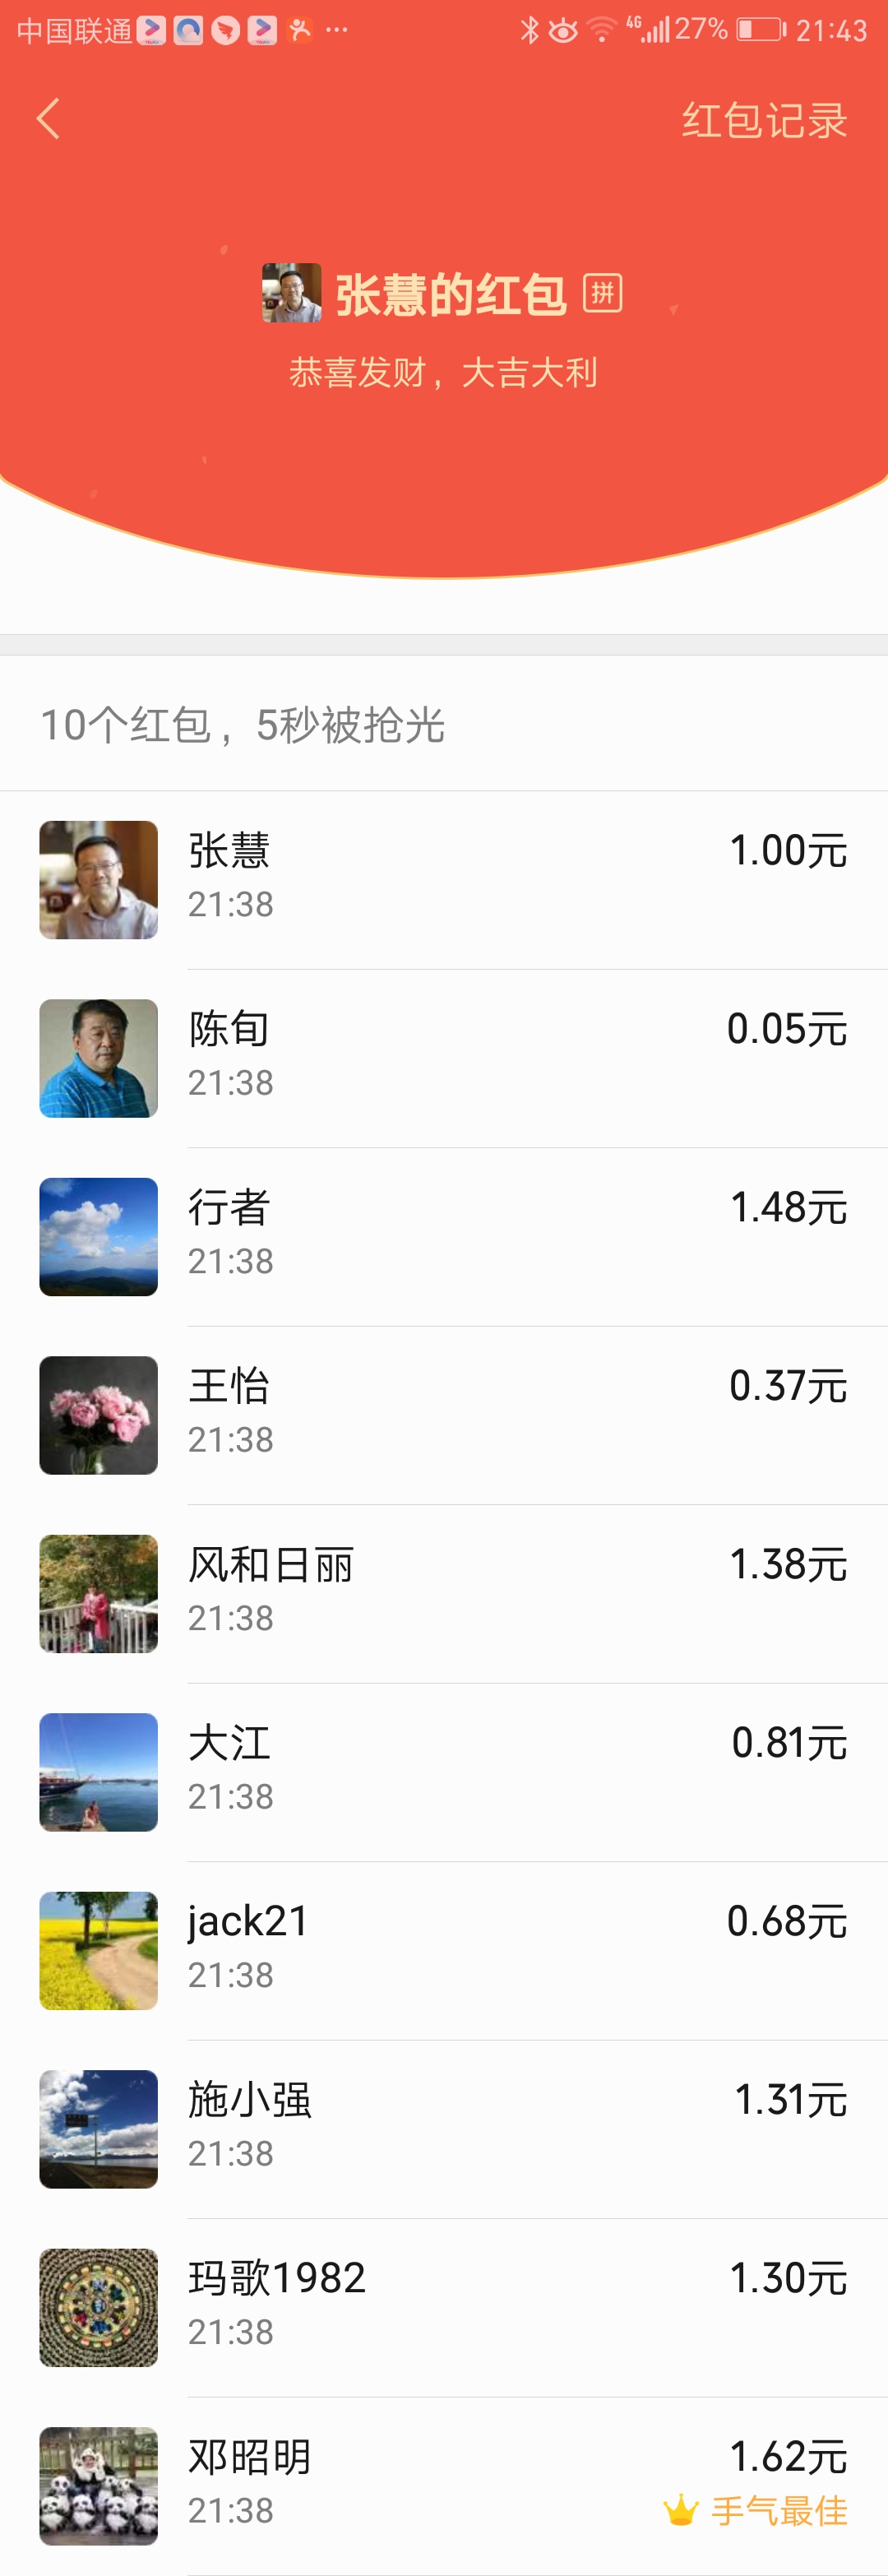 中国联通 ... 4G 27% 21:43
红包记录
张慧的红包 拼
恭喜发财，大吉大利
10个红包，5秒被抢光
张慧 1.00元
21:38
陈旬 0.05元
21:38
行者 1.48元
21:38
王怡 0.37元
21:38
风和日丽 1.38元
21:38
大江 0.81元
21:38
jack21 0.68元
21:38
施小强 1.31元
21:38
玛歌1982 1.30元
21:38
邓昭明 1.62元
21:38 手气最佳